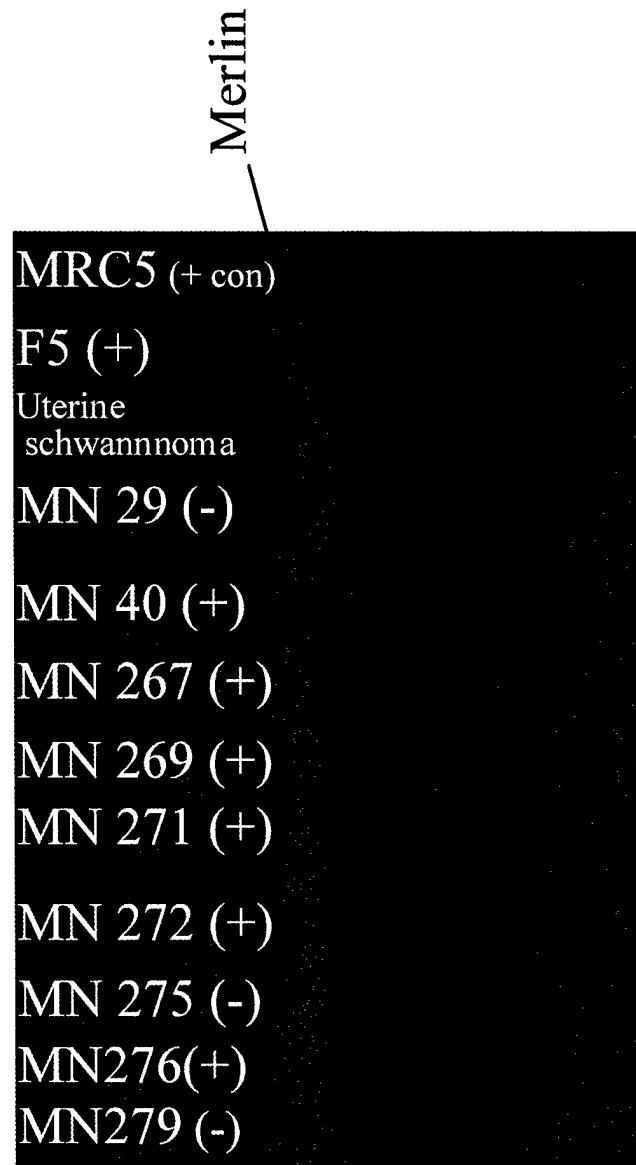 Merlin
MRC5 (+ con)
F5 (+)
Uterine
schwannnoma
MN 29 (-)
MN 40 (+)
MN 267 (+)
MN 269 (+)
MN 271 (+)
MN 272 (+)
MN 275 (-)
MN276(+)
MN279 (-)